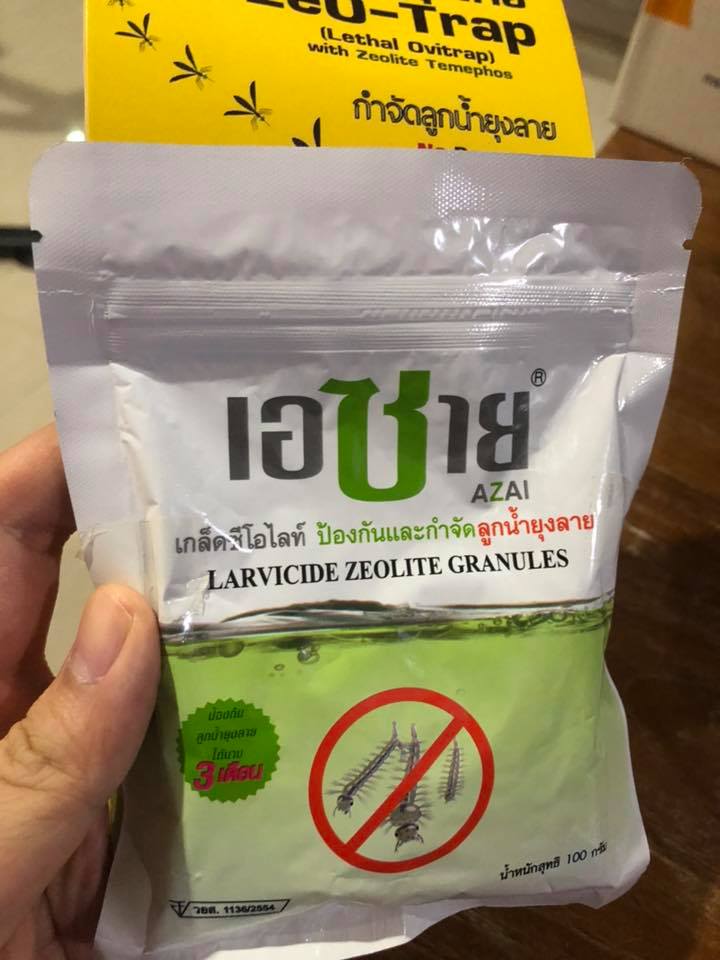 Zeo-Trap
(Lethal Ovitrap)
with Zeolite Temephos
กำจัดลูกน้ำยุงลาย
No
เอซาย®
AZAI
เกล็ดซีโอไลท์ ป้องกันและกำจัดลูกน้ำยุงลาย
LARVICIDE ZEOLITE GRANULES
ป้องกัน
ลูกน้ำยุงลาย
ได้นาน
3 เดือน
น้ำหนักสุทธิ 100 กรัม
วอส. 1136/2554